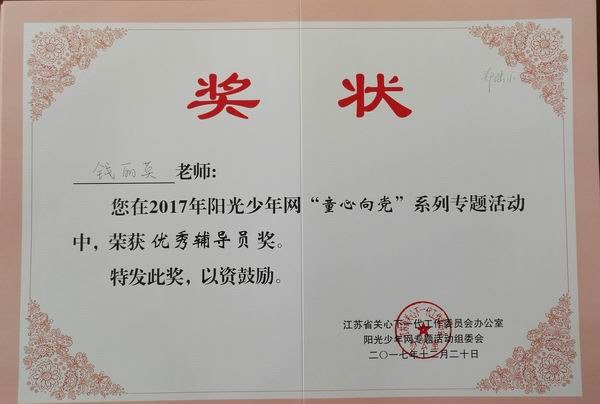 奖状
钱丽英 老师:
您在2017年阳光少年网“童心向党”系列专题活动
中,荣获 优秀辅导员 奖。
特发此奖,以资鼓励。
江苏省关心下一代工作委员会办公室
阳光少年网专题活动组委会
二〇一七年十二月二十日